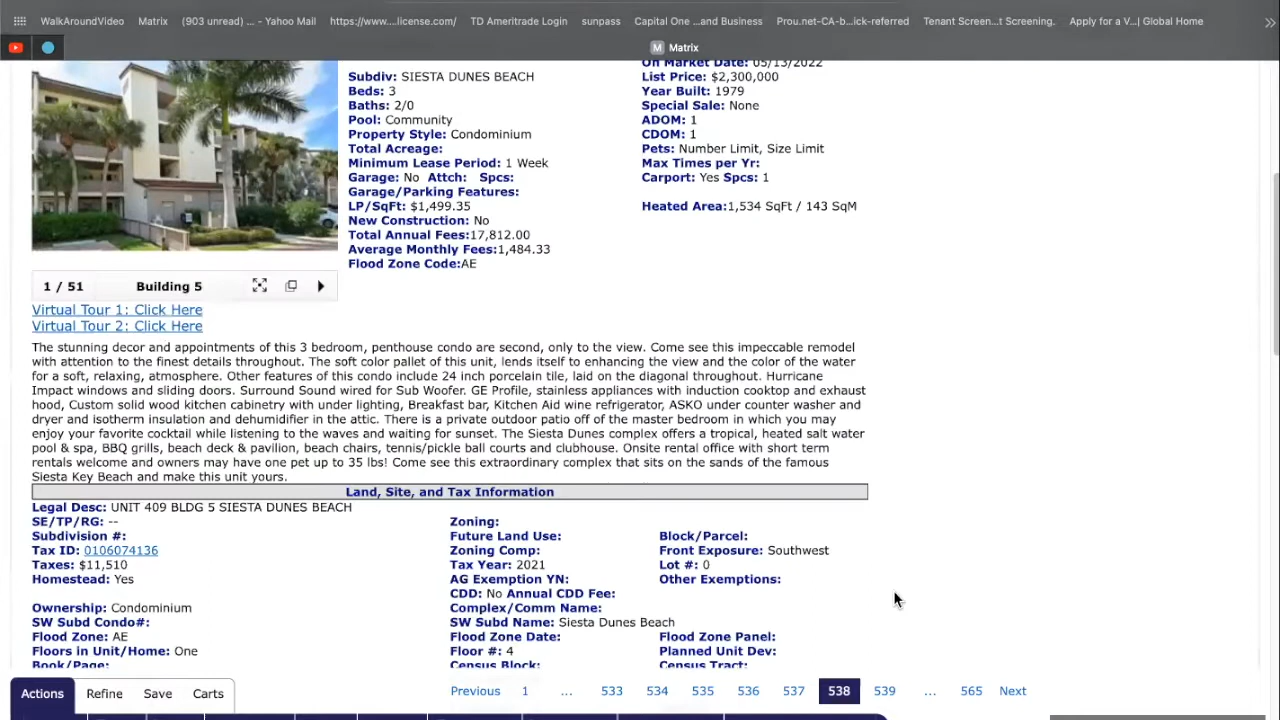 WalkAroundVideo Matrix (903 unread) ... - Yahoo Mail https://www....license.com/ TD Ameritrade Login sunpass Capital One ...and Business Prou.net-CA-b...ick-referred Tenant Screen...t Screening. Apply for a V...| Global Home
M Matrix
On Market Date: 05/13/2022
Subdiv: SIESTA DUNES BEACH List Price: $2,300,000
Beds: 3 Year Built: 1979
Baths: 2/0 Special Sale: None
Pool: Community ADOM: 1
Property Style: Condominium CDOM: 1
Total Acreage: Pets: Number Limit, Size Limit
Minimum Lease Period: 1 Week Max Times per Yr:
Garage: No Attch: Spcs: Carport: Yes Spcs: 1
Garage/Parking Features:
LP/SqFt: $1,499.35 Heated Area:1,534 SqFt / 143 SqM
New Construction: No
Total Annual Fees:17,812.00
Average Monthly Fees:1,484.33
Flood Zone Code:AE
1 / 51 Building 5
Virtual Tour 1: Click Here
Virtual Tour 2: Click Here
The stunning decor and appointments of this 3 bedroom, penthouse condo are second, only to the view. Come see this impeccable remodel
with attention to the finest details throughout. The soft color pallet of this unit, lends itself to enhancing the view and the color of the water
for a soft, relaxing, atmosphere. Other features of this condo include 24 inch porcelain tile, laid on the diagonal throughout. Hurricane
Impact windows and sliding doors. Surround Sound wired for Sub Woofer. GE Profile, stainless appliances with induction cooktop and exhaust
hood, Custom solid wood kitchen cabinetry with under lighting, Breakfast bar, Kitchen Aid wine refrigerator, ASKO under counter washer and
dryer and isotherm insulation and dehumidifier in the attic. There is a private outdoor patio off of the master bedroom in which you may
enjoy your favorite cocktail while listening to the waves and waiting for sunset. The Siesta Dunes complex offers a tropical, heated salt water
pool & spa, BBQ grills, beach deck & pavilion, beach chairs, tennis/pickle ball courts and clubhouse. Onsite rental office with short term
rentals welcome and owners may have one pet up to 35 lbs! Come see this extraordinary complex that sits on the sands of the famous
Siesta Key Beach and make this unit yours.
Land, Site, and Tax Information
Legal Desc: UNIT 409 BLDG 5 SIESTA DUNES BEACH
SE/TP/RG: -- Zoning:
Subdivision #: Future Land Use: Block/Parcel:
Tax ID: 0106074136 Zoning Comp: Front Exposure: Southwest
Taxes: $11,510 Tax Year: 2021 Lot #: 0
Homestead: Yes AG Exemption YN: Other Exemptions:
CDD: No Annual CDD Fee:
Ownership: Condominium Complex/Comm Name:
SW Subd Condo#: SW Subd Name: Siesta Dunes Beach
Flood Zone: AE Flood Zone Date: Flood Zone Panel:
Floors in Unit/Home: One Floor #: 4 Planned Unit Dev:
Book/Page: Census Block: Census Tract:
Actions Refine Save Carts Previous 1 ... 533 534 535 536 537 538 539 ... 565 Next